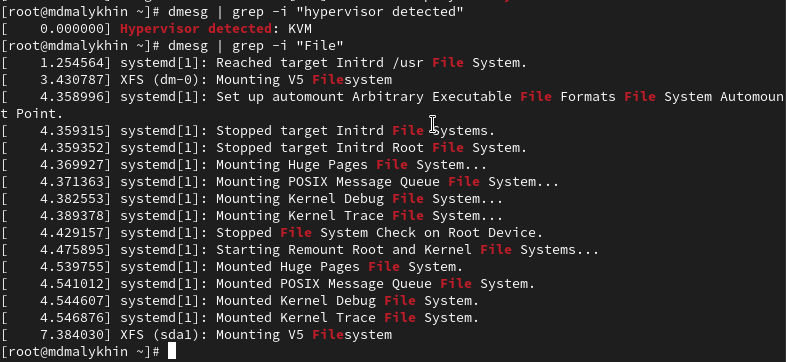 [root@mdmalykhin ~]# dmesg | grep -i "hypervisor detected"
[    0.000000] Hypervisor detected: KVM
[root@mdmalykhin ~]# dmesg | grep -i "File"
[    1.254564] systemd[1]: Reached target Initrd /usr File System.
[    3.430787] XFS (dm-0): Mounting V5 Filesystem
[    4.358996] systemd[1]: Set up automount Arbitrary Executable File Formats File System Automoun
t Point.
[    4.359315] systemd[1]: Stopped target Initrd File Systems.
[    4.359352] systemd[1]: Stopped target Initrd Root File System.
[    4.369927] systemd[1]: Mounting Huge Pages File System...
[    4.371363] systemd[1]: Mounting POSIX Message Queue File System...
[    4.382553] systemd[1]: Mounting Kernel Debug File System...
[    4.389378] systemd[1]: Mounting Kernel Trace File System...
[    4.429157] systemd[1]: Stopped File System Check on Root Device.
[    4.475895] systemd[1]: Starting Remount Root and Kernel File Systems...
[    4.539755] systemd[1]: Mounted Huge Pages File System.
[    4.541012] systemd[1]: Mounted POSIX Message Queue File System.
[    4.544607] systemd[1]: Mounted Kernel Debug File System.
[    4.546876] systemd[1]: Mounted Kernel Trace File System.
[    7.384030] XFS (sda1): Mounting V5 Filesystem
[root@mdmalykhin ~]#